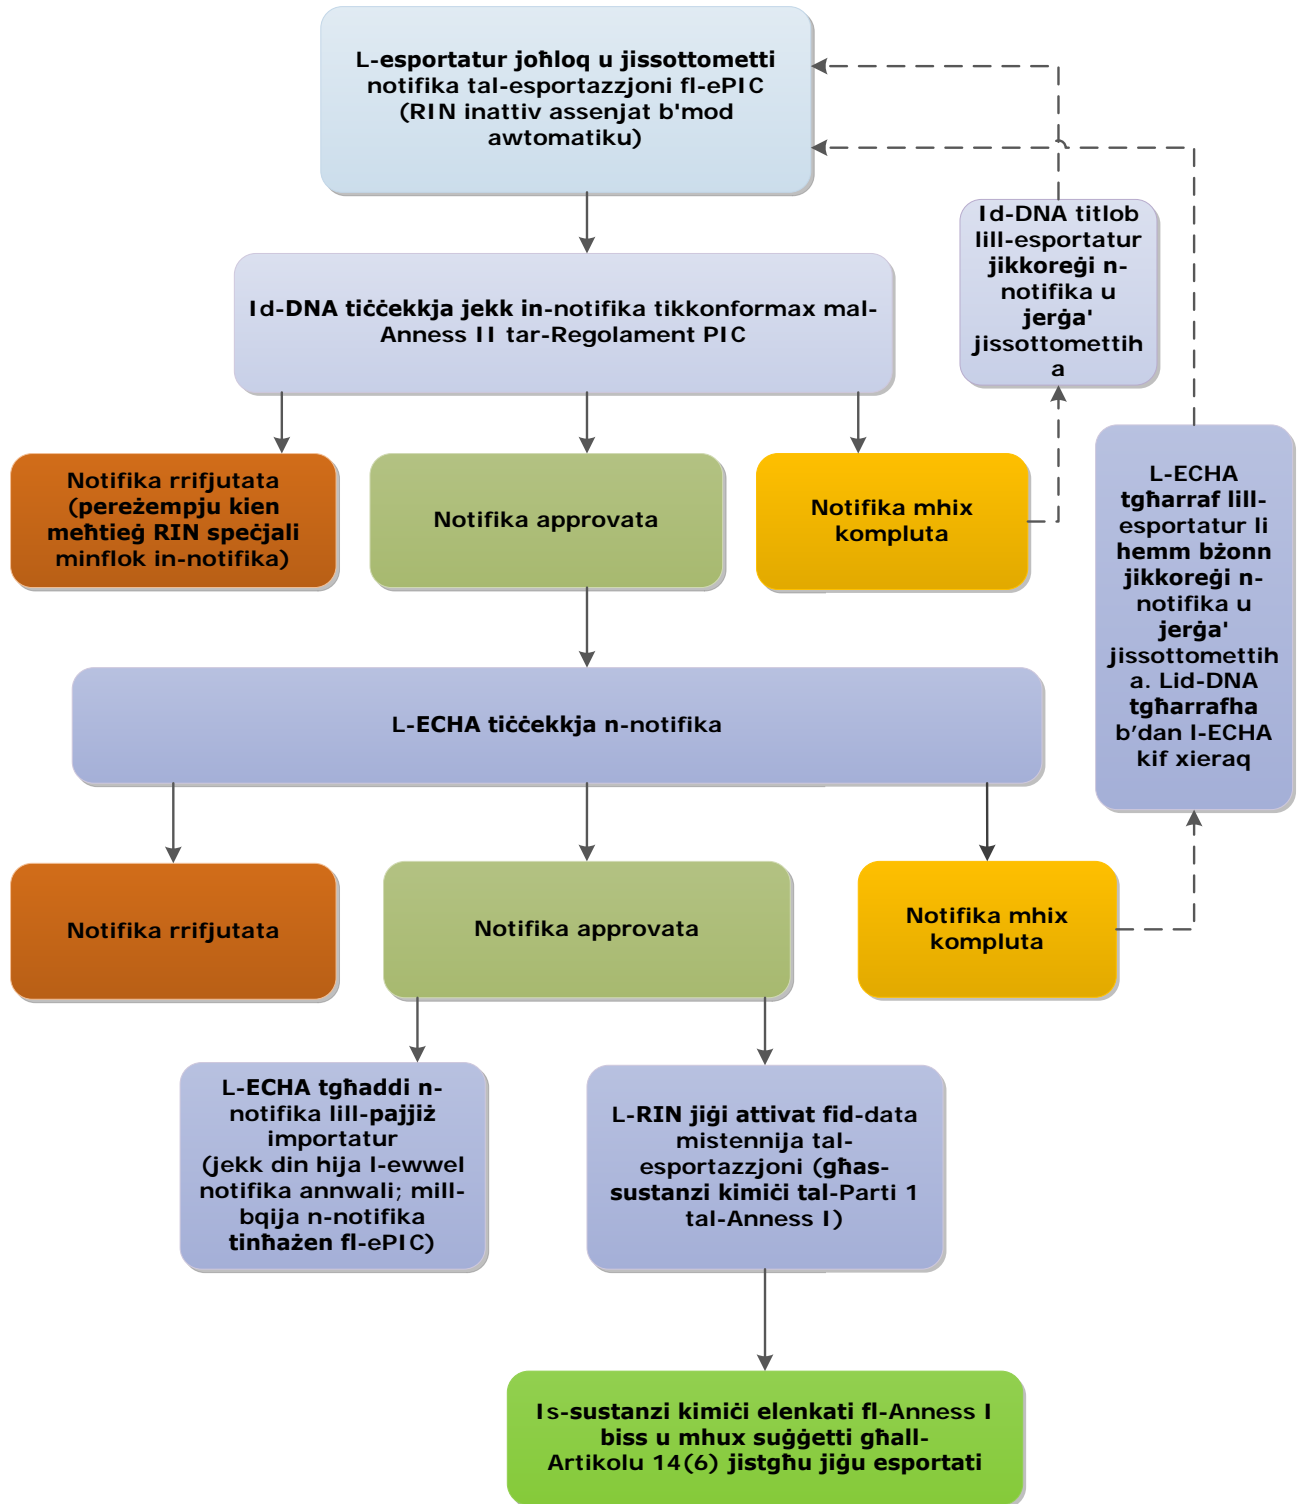 L-esportatur joħloq u jissottometti
notifika tal-esportazzjoni fl-ePIC
(RIN inattiv assenjat b'mod
awtomatiku)
Id-DNA titlob
lill-esportatur
jikkoreġi n-
notifika u
jerġa'
jissottomettih
a
Id-DNA tiċċekkja jekk in-notifika tikkonformax mal-
Anness II tar-Regolament PIC
Notifika rrifjutata
(pereżempju kien
meħtieġ RIN speċjali
minflok in-notifika)
Notifika approvata
Notifika mhix
kompluta
L-ECHA
tgħarraf lill-
esportatur li
hemm bżonn
jikkoreġi n-
notifika u
jerġa'
jissottomettih
a. Lid-DNA
tgħarrafha
b’dan l-ECHA
kif xieraq
L-ECHA tiċċekkja n-notifika
Notifika rrifjutata
Notifika approvata
Notifika mhix
kompluta
L-ECHA tgħaddi n-
notifika lill-pajjiż
importatur
(jekk din hija l-ewwel
notifika annwali; mill-
bqija n-notifika
tinħażen fl-ePIC)
L-RIN jiġi attivat fid-data
mistennija tal-
esportazzjoni (għas-
sustanzi kimiċi tal-Parti 1
tal-Anness I)
Is-sustanzi kimiċi elenkati fl-Anness I
biss u mhux suġġetti għall-
Artikolu 14(6) jistgħu jiġu esportati